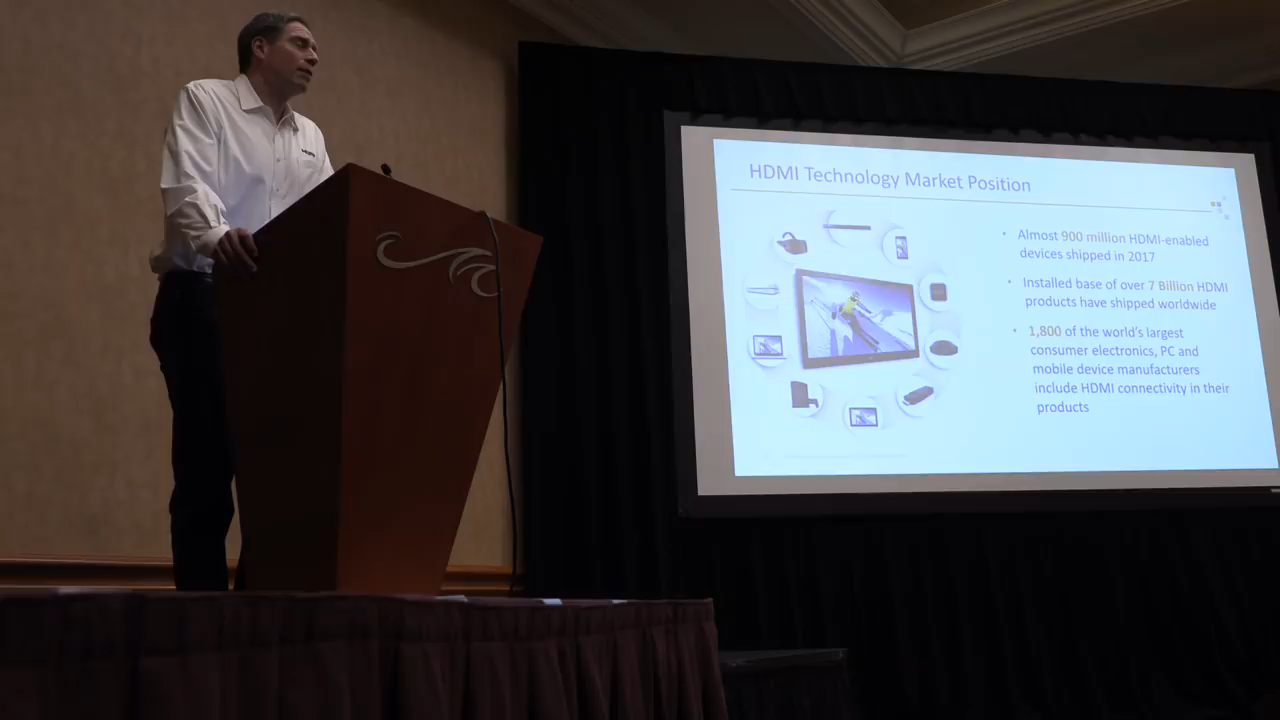 HDMI Technology Market Position
• Almost 900 million HDMI-enabled
devices shipped in 2017
• Installed base of over 7 Billion HDMI
products have shipped worldwide
• 1,800 of the world's largest
consumer electronics, PC and
mobile device manufacturers
include HDMI connectivity in their
products